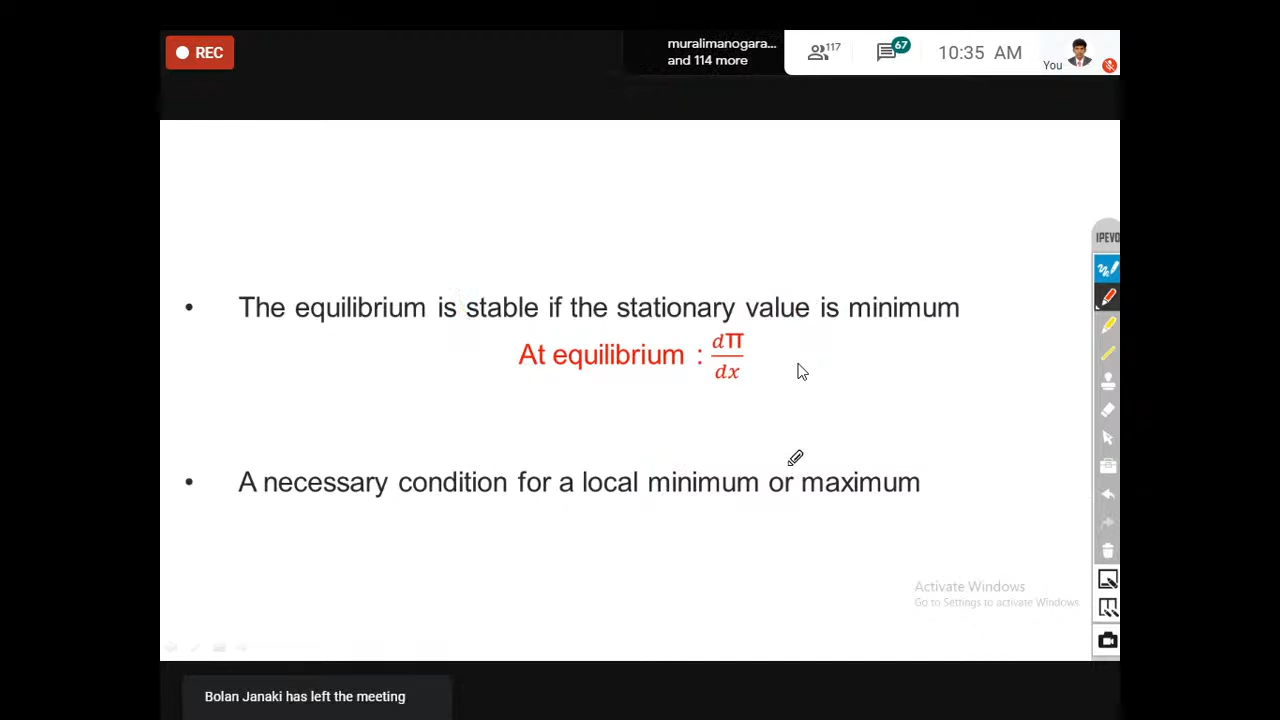 REC
muralimanogara...
and 114 more
117
67
10:35 AM
You
IPEVO
• The equilibrium is stable if the stationary value is minimum
At equilibrium : dΠ/dx
• A necessary condition for a local minimum or maximum
Activate Windows
Go to Settings to activate Windows
Bolan Janaki has left the meeting